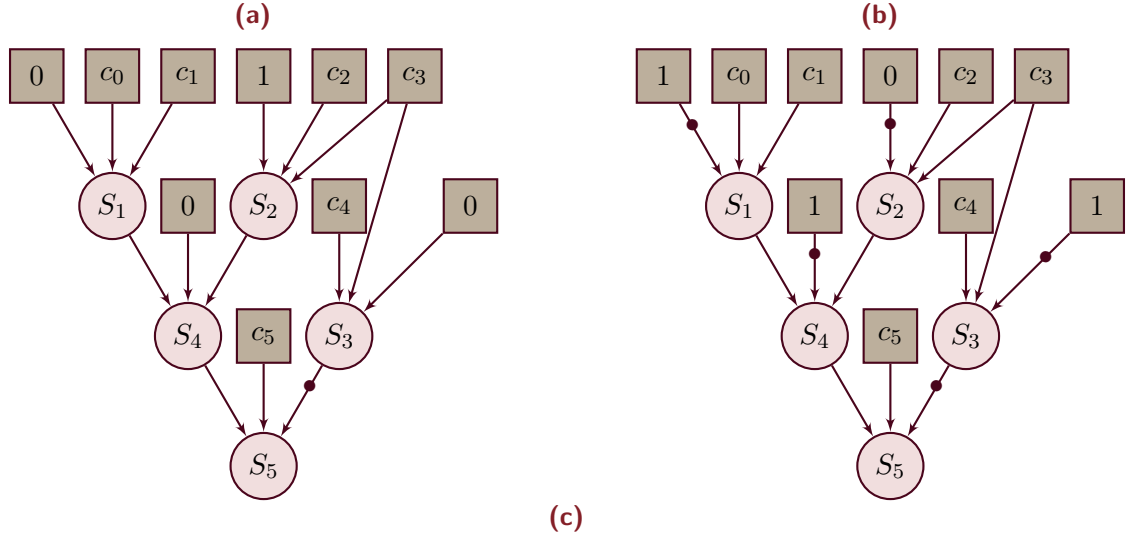 (a) (b)
0 c₀ c₁ 1 c₂ c₃ 1 c₀ c₁ 0 c₂ c₃
S₁ 0 S₂ c₄ 0 S₁ 1 S₂ c₄ 1
S₄ c₅ S₃ S₄ c₅ S₃
S₅ S₅
(c)